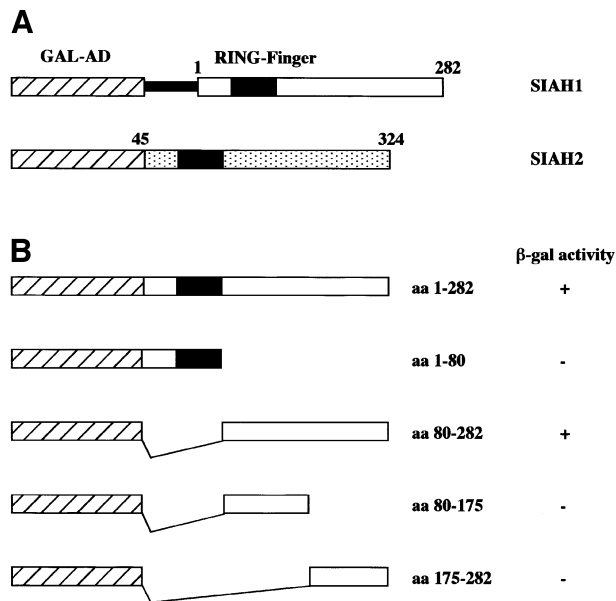 A
GAL-AD RING-Finger
1 282
SIAH1
45 324
SIAH2
B
β-gal activity
aa 1-282 +
aa 1-80 -
aa 80-282 +
aa 80-175 -
aa 175-282 -